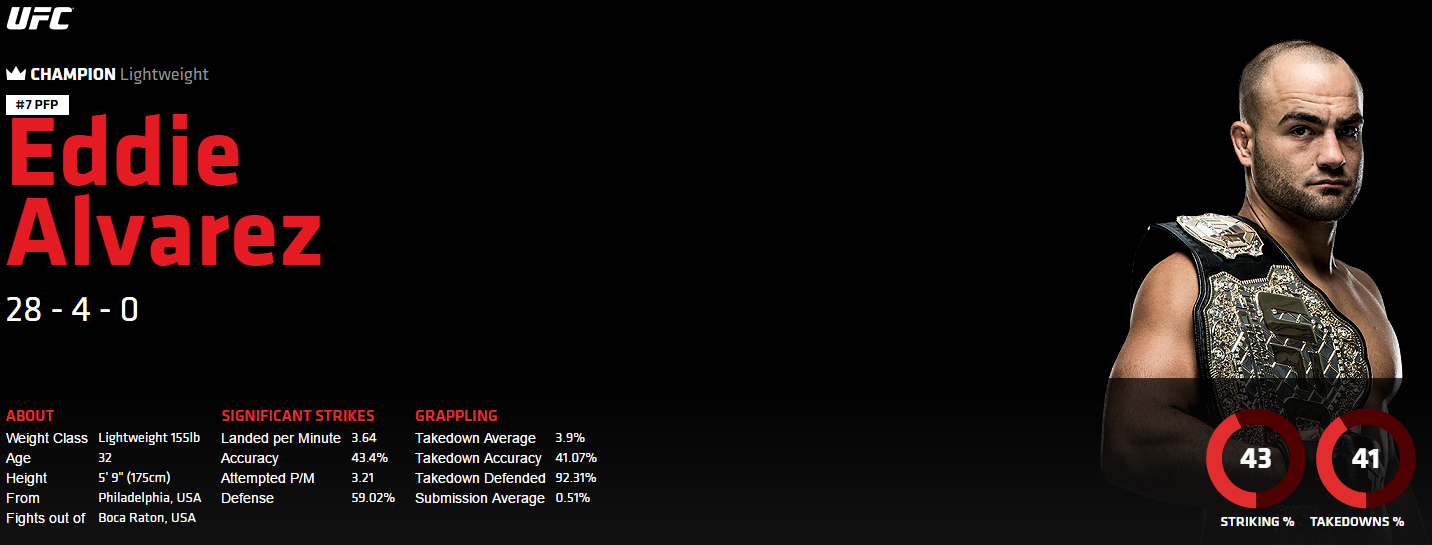 UFC
CHAMPION Lightweight
#7 PFP
Eddie
Alvarez
28 - 4 - 0
ABOUT
Weight Class Lightweight 155lb
Age 32
Height 5' 9" (175cm)
From Philadelphia, USA
Fights out of Boca Raton, USA
SIGNIFICANT STRIKES
Landed per Minute 3.64
Accuracy 43.4%
Attempted P/M 3.21
Defense 59.02%
GRAPPLING
Takedown Average 3.9%
Takedown Accuracy 41.07%
Takedown Defended 92.31%
Submission Average 0.51%
43
STRIKING %
41
TAKEDOWNS %